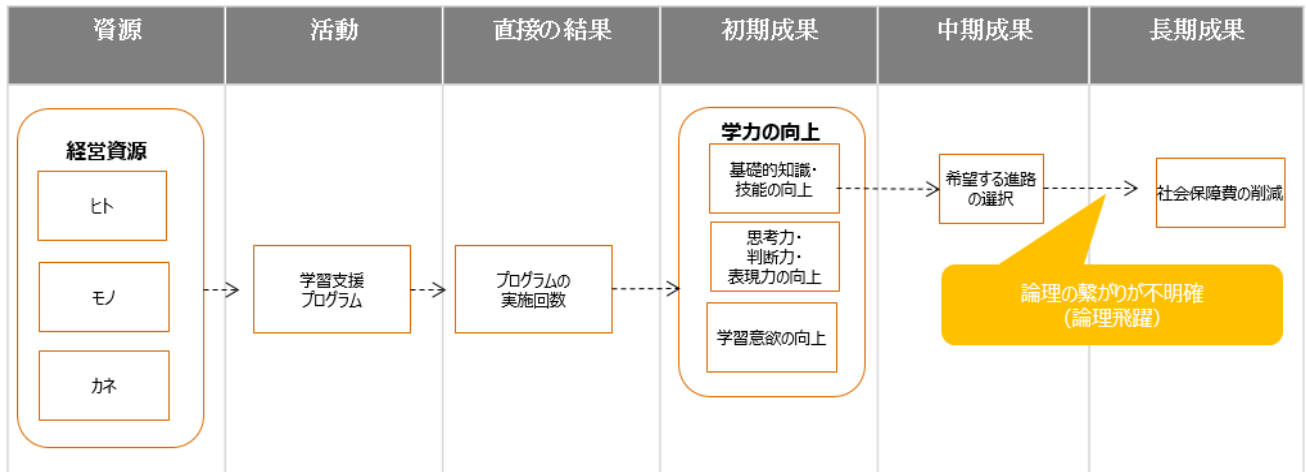 資源
活動
直接の結果
初期成果
中期成果
長期成果
経営資源
ヒト
モノ
カネ
学習支援
プログラム
プログラムの
実施回数
学力の向上
基礎的知識・
技能の向上
思考力・
判断力・
表現力の向上
学習意欲の向上
希望する進路
の選択
社会保障費の削減
論理の繋がりが不明確
(論理飛躍)